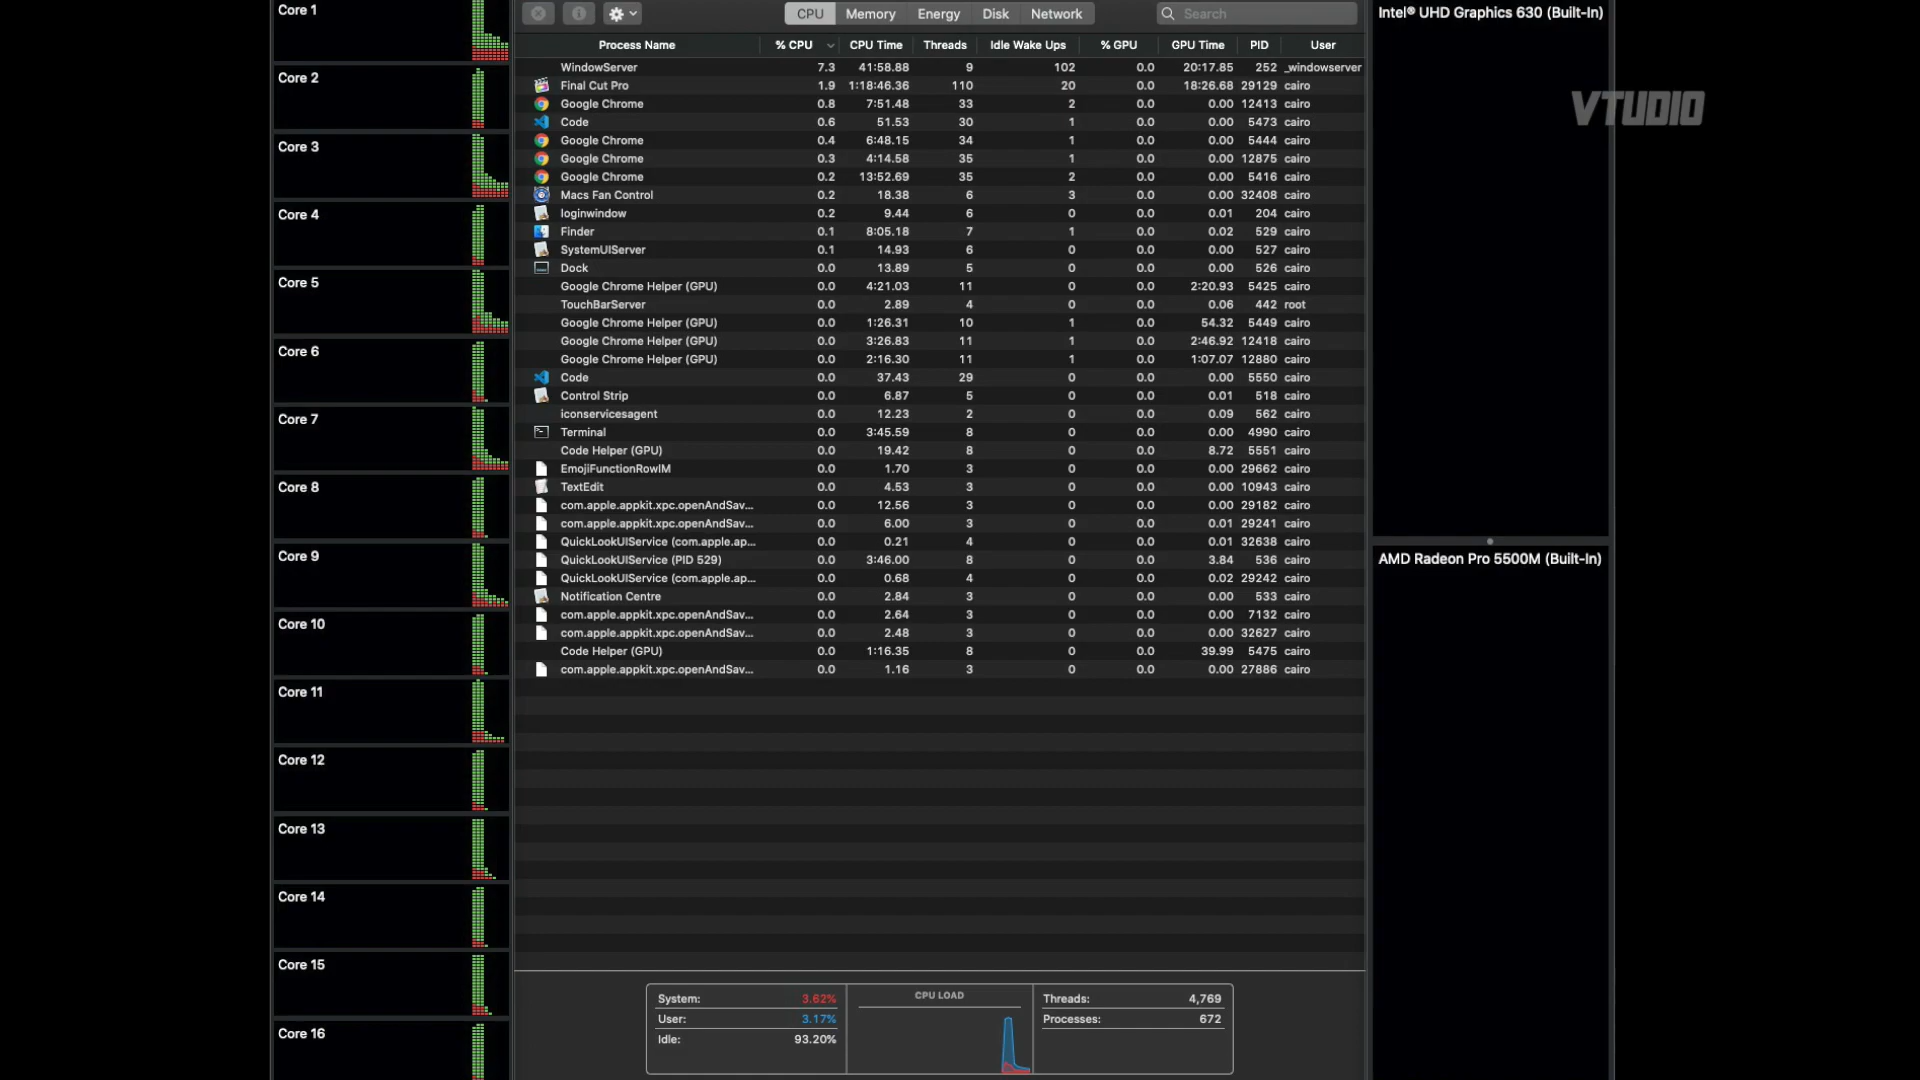 Core 1
Core 2
Core 3
Core 4
Core 5
Core 6
Core 7
Core 8
Core 9
Core 10
Core 11
Core 12
Core 13
Core 14
Core 15
Core 16
CPU Memory Energy Disk Network Search
Process Name % CPU CPU Time Threads Idle Wake Ups % GPU GPU Time PID User
WindowServer 7.3 41:58.88 9 102 0.0 20:17.85 252 _windowserver
Final Cut Pro 1.9 1:18:46.36 110 20 0.0 18:26.68 29129 cairo
Google Chrome 0.8 7:51.48 33 2 0.0 0.00 12413 cairo
Code 0.6 51.53 30 1 0.0 0.00 5473 cairo
Google Chrome 0.4 6:48.15 34 1 0.0 0.00 5444 cairo
Google Chrome 0.3 4:14.58 35 1 0.0 0.00 12875 cairo
Google Chrome 0.2 13:52.69 35 2 0.0 0.00 5416 cairo
Macs Fan Control 0.2 18.38 6 3 0.0 0.00 32408 cairo
loginwindow 0.2 9.44 6 0 0.0 0.01 204 cairo
Finder 0.1 8:05.18 7 1 0.0 0.02 529 cairo
SystemUIServer 0.1 14.93 6 0 0.0 0.00 527 cairo
Dock 0.0 13.89 5 0 0.0 0.00 526 cairo
Google Chrome Helper (GPU) 0.0 4:21.03 11 0 0.0 2:20.93 5425 cairo
TouchBarServer 0.0 2.89 4 0 0.0 0.06 442 root
Google Chrome Helper (GPU) 0.0 1:26.31 10 1 0.0 54.32 5449 cairo
Google Chrome Helper (GPU) 0.0 3:26.83 11 1 0.0 2:46.92 12418 cairo
Google Chrome Helper (GPU) 0.0 2:16.30 11 1 0.0 1:07.07 12880 cairo
Code 0.0 37.43 29 0 0.0 0.00 5550 cairo
Control Strip 0.0 6.87 5 0 0.0 0.01 518 cairo
iconservicesagent 0.0 12.23 2 0 0.0 0.09 562 cairo
Terminal 0.0 3:45.59 8 0 0.0 0.00 4990 cairo
Code Helper (GPU) 0.0 19.42 8 0 0.0 8.72 5551 cairo
EmojiFunctionRowIM 0.0 1.70 3 0 0.0 0.00 29662 cairo
TextEdit 0.0 4.53 3 0 0.0 0.00 10943 cairo
com.apple.appkit.xpc.openAndSav... 0.0 12.56 3 0 0.0 0.00 29182 cairo
com.apple.appkit.xpc.openAndSav... 0.0 6.00 3 0 0.0 0.01 29241 cairo
QuickLookUIService (com.apple.ap... 0.0 0.21 4 0 0.0 0.01 32638 cairo
QuickLookUIService (PID 529) 0.0 3:46.00 8 0 0.0 3.84 536 cairo
QuickLookUIService (com.apple.ap... 0.0 0.68 4 0 0.0 0.02 29242 cairo
Notification Centre 0.0 2.84 3 0 0.0 0.00 533 cairo
com.apple.appkit.xpc.openAndSav... 0.0 2.64 3 0 0.0 0.00 7132 cairo
com.apple.appkit.xpc.openAndSav... 0.0 2.48 3 0 0.0 0.00 32627 cairo
Code Helper (GPU) 0.0 1:16.35 8 0 0.0 39.99 5475 cairo
com.apple.appkit.xpc.openAndSav... 0.0 1.16 3 0 0.0 0.00 27886 cairo
System: 3.62%
User: 3.17%
Idle: 93.20%
CPU LOAD
Threads: 4,769
Processes: 672
Intel® UHD Graphics 630 (Built-In)
VTUDIO
AMD Radeon Pro 5500M (Built-In)